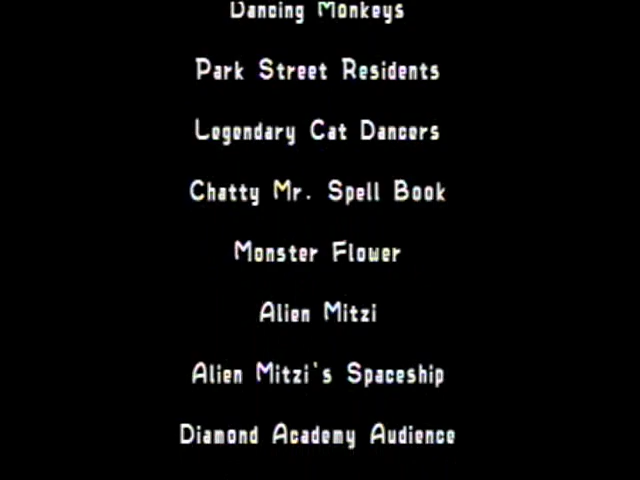 Dancing Monkeys
Park Street Residents
Legendary Cat Dancers
Chatty Mr. Spell Book
Monster Flower
Alien Mitzi
Alien Mitzi's Spaceship
Diamond Academy Audience